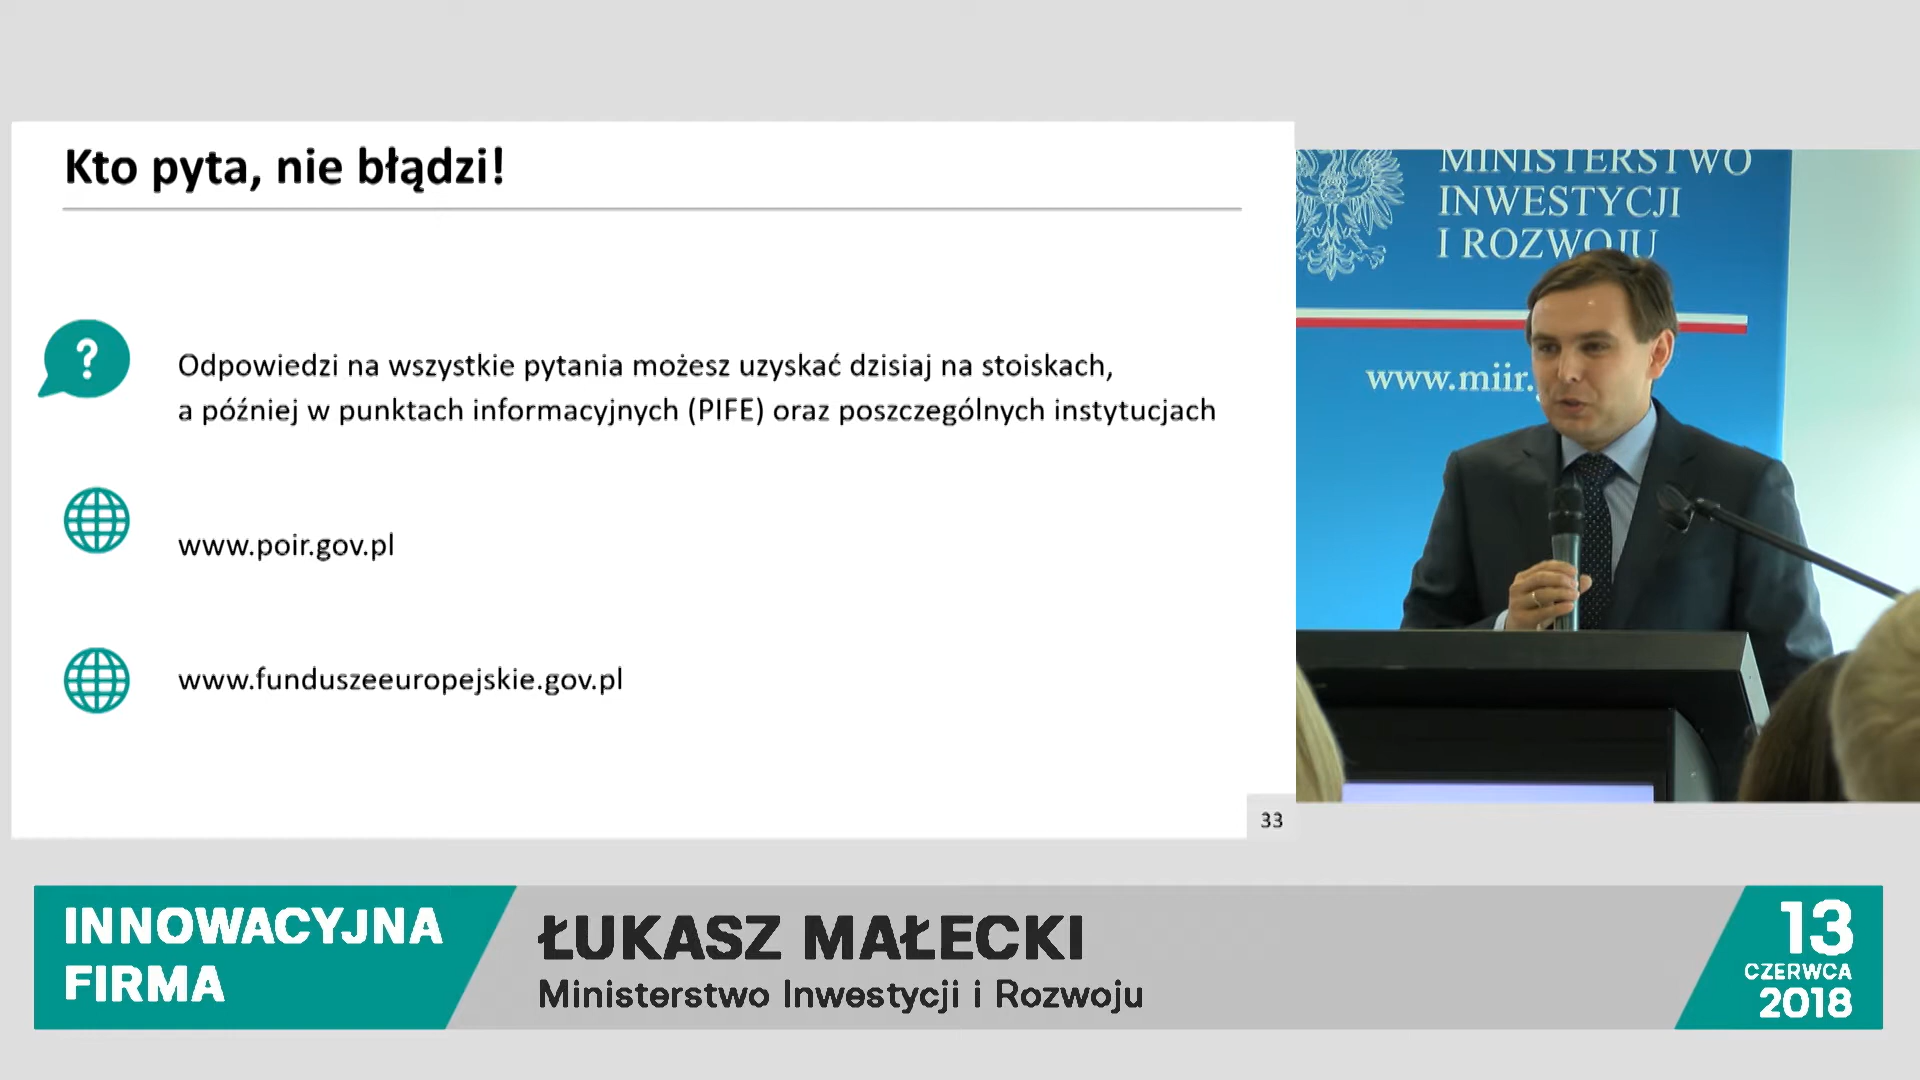 Kto pyta, nie błądzi!
?
Odpowiedzi na wszystkie pytania możesz uzyskać dzisiaj na stoiskach,
a później w punktach informacyjnych (PIFE) oraz poszczególnych instytucjach
www.poir.gov.pl
www.funduszeeuropejskie.gov.pl
33
MINISTERSTWO
INWESTYCJI
I ROZWOJU
www.miir.
INNOWACYJNA
FIRMA
ŁUKASZ MAŁECKI
Ministerstwo Inwestycji i Rozwoju
13
CZERWCA
2018